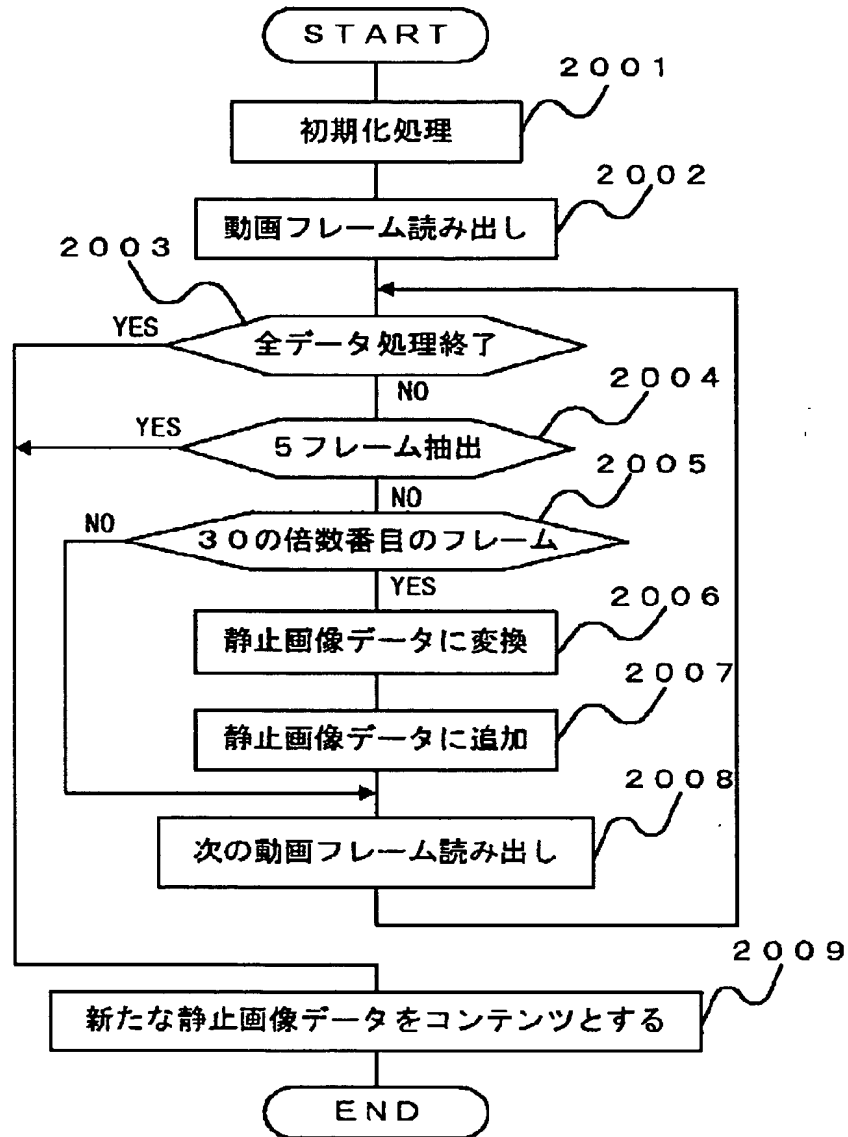 START
2001
初期化処理
2002
動画フレーム読み出し
2003
YES
全データ処理終了
NO
2004
YES
5フレーム抽出
2005
NO
NO
30の倍数番目のフレーム
YES
2006
静止画像データに変換
2007
静止画像データに追加
2008
次の動画フレーム読み出し
2009
新たな静止画像データをコンテンツとする
END